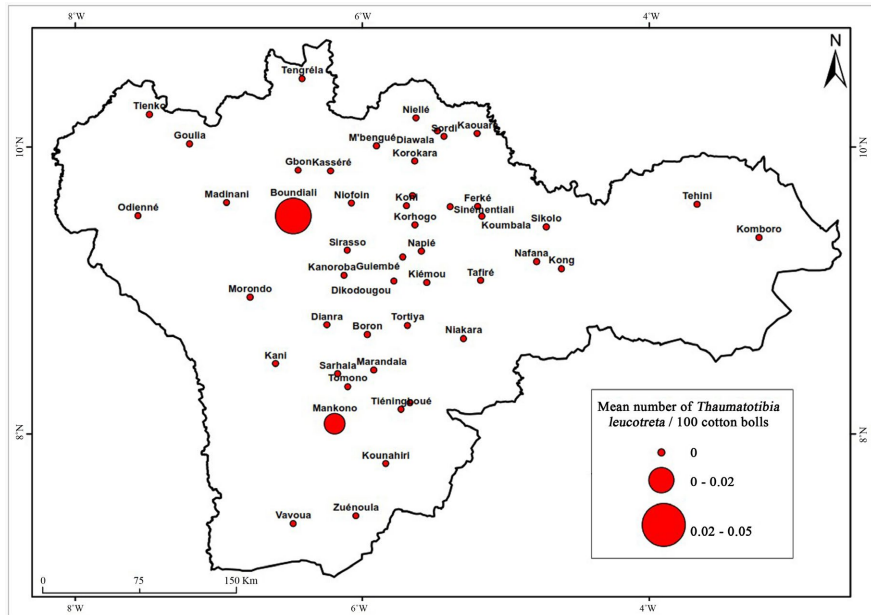 8°W
6°W
4°W
N
Tengréla
Tienko
Niellé
Sordi
Kaouara
Goulia
M'bengué
Diawala
10°N
10°N
Korokara
Gbon
Kasséré
Boundiali
Madinani
Niofoin
Koni
Ferké
Tehini
Odienné
Sinémentiali
Korhogo
Koumbala
Sikolo
Komboro
Sirasso
Napié
Nafana
Kong
Kanoroba
Guiembé
Klémou
Tafiré
Dikodougou
Morondo
Dianra
Tortiya
Boron
Niakara
Kani
Sarhala
Marandala
Tomono
Mankono
Tiéningboué
8°N
8°N
Kounahiri
Zuénoula
Vavoua
Mean number of Thaumatotibia
leucotreta / 100 cotton bolls
0
0 - 0.02
0.02 - 0.05
0
75
150 Km
8°W
6°W
4°W